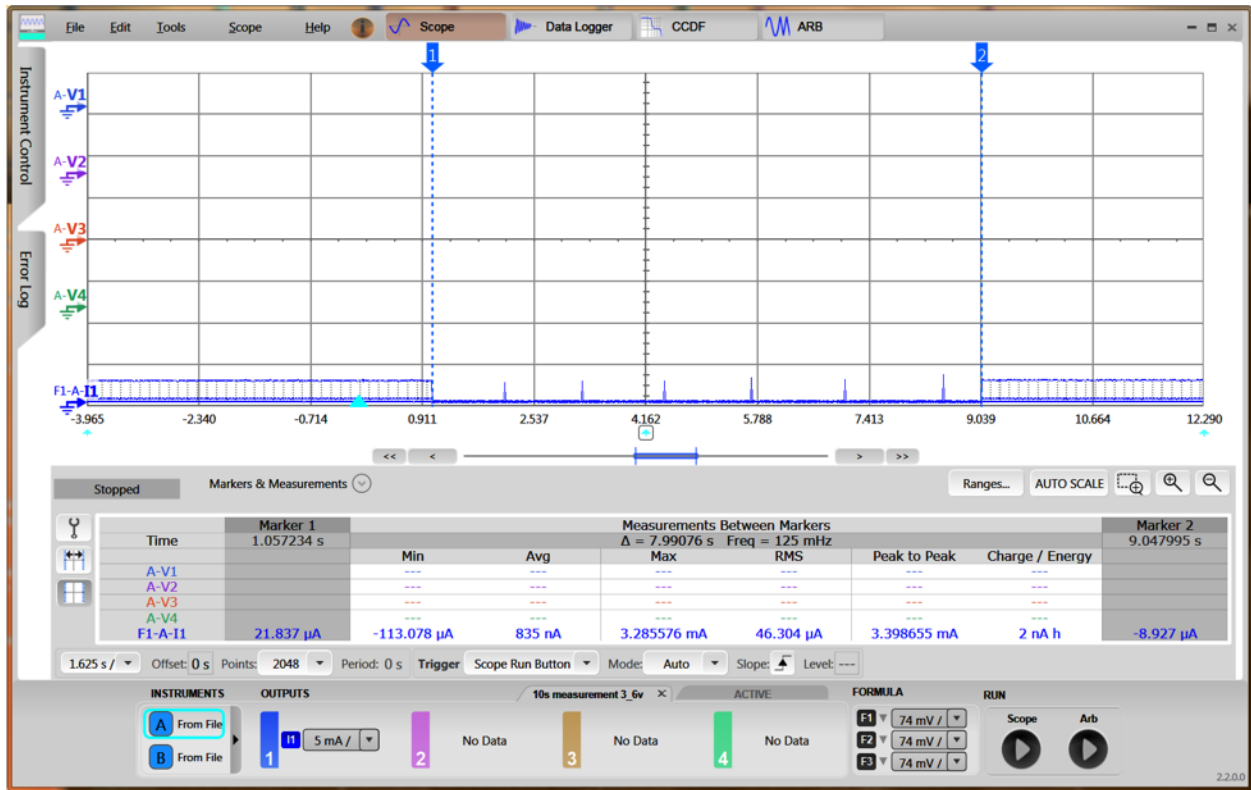 File Edit Tools Scope Help Scope Data Logger CCDF ARB
Instrument Control
Error Log
1 2
A-V1
A-V2
A-V3
A-V4
F1-A-I1
-3.965 -2.340 -0.714 0.911 2.537 4.162 5.788 7.413 9.039 10.664 12.290
<< < > >>
Stopped Markers & Measurements Ranges... AUTO SCALE
Marker 1 Measurements Between Markers Marker 2
Time 1.057234 s Δ = 7.99076 s Freq = 125 mHz 9.047995 s
Min Avg Max RMS Peak to Peak Charge / Energy
A-V1 --- --- --- --- --- ---
A-V2 --- --- --- --- --- ---
A-V3 --- --- --- --- --- ---
A-V4 --- --- --- --- --- ---
F1-A-I1 21.837 µA -113.078 µA 835 nA 3.285576 mA 46.304 µA 3.398655 mA 2 nA h -8.927 µA
1.625 s / Offset: 0 s Points: 2048 Period: 0 s Trigger Scope Run Button Mode: Auto Slope: Level: ---
INSTRUMENTS OUTPUTS 10s measurement 3_6v × ACTIVE FORMULA RUN
A From File
B From File
1 I1 5 mA /
2 No Data
3 No Data
4 No Data
F1 74 mV /
F2 74 mV /
F3 74 mV /
Scope Arb
2.2.0.0